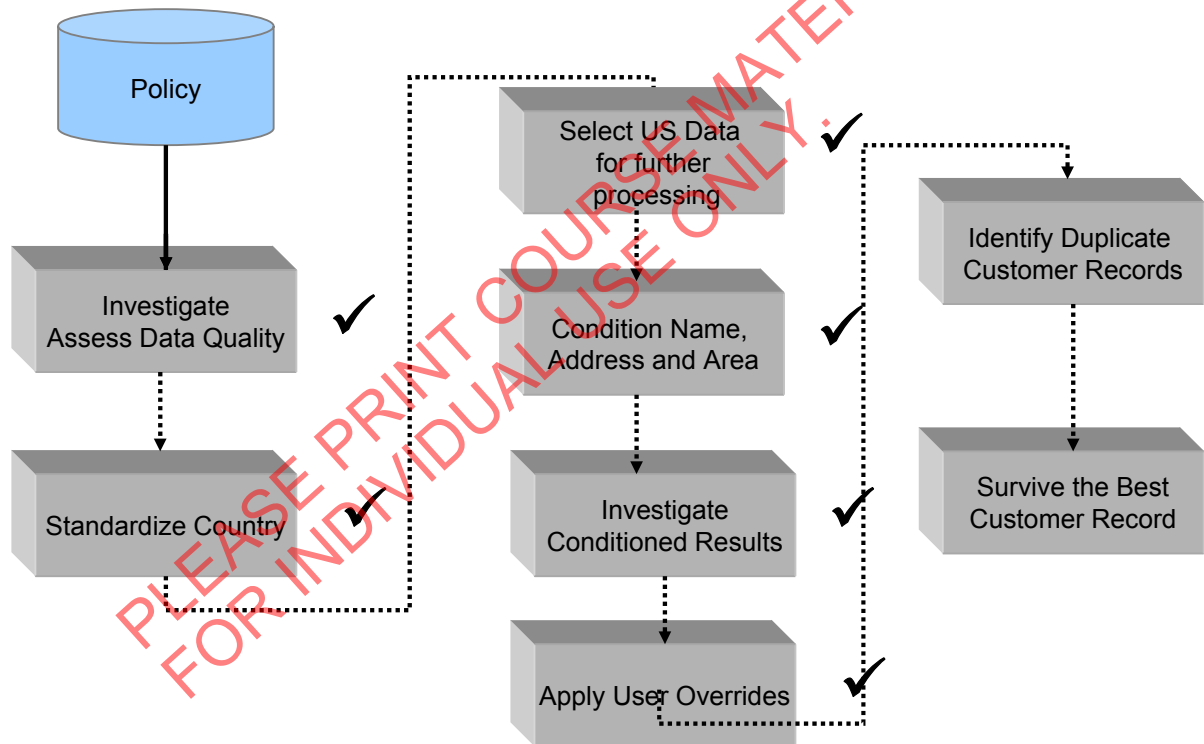 Policy
Investigate
Assess Data Quality
Standardize Country
Select US Data
for further
processing
Condition Name,
Address and Area
Investigate
Conditioned Results
Apply User Overrides
Identify Duplicate
Customer Records
Survive the Best
Customer Record
PLEASE PRINT COURSE MATER
FOR INDIVIDUAL USE ONLY.